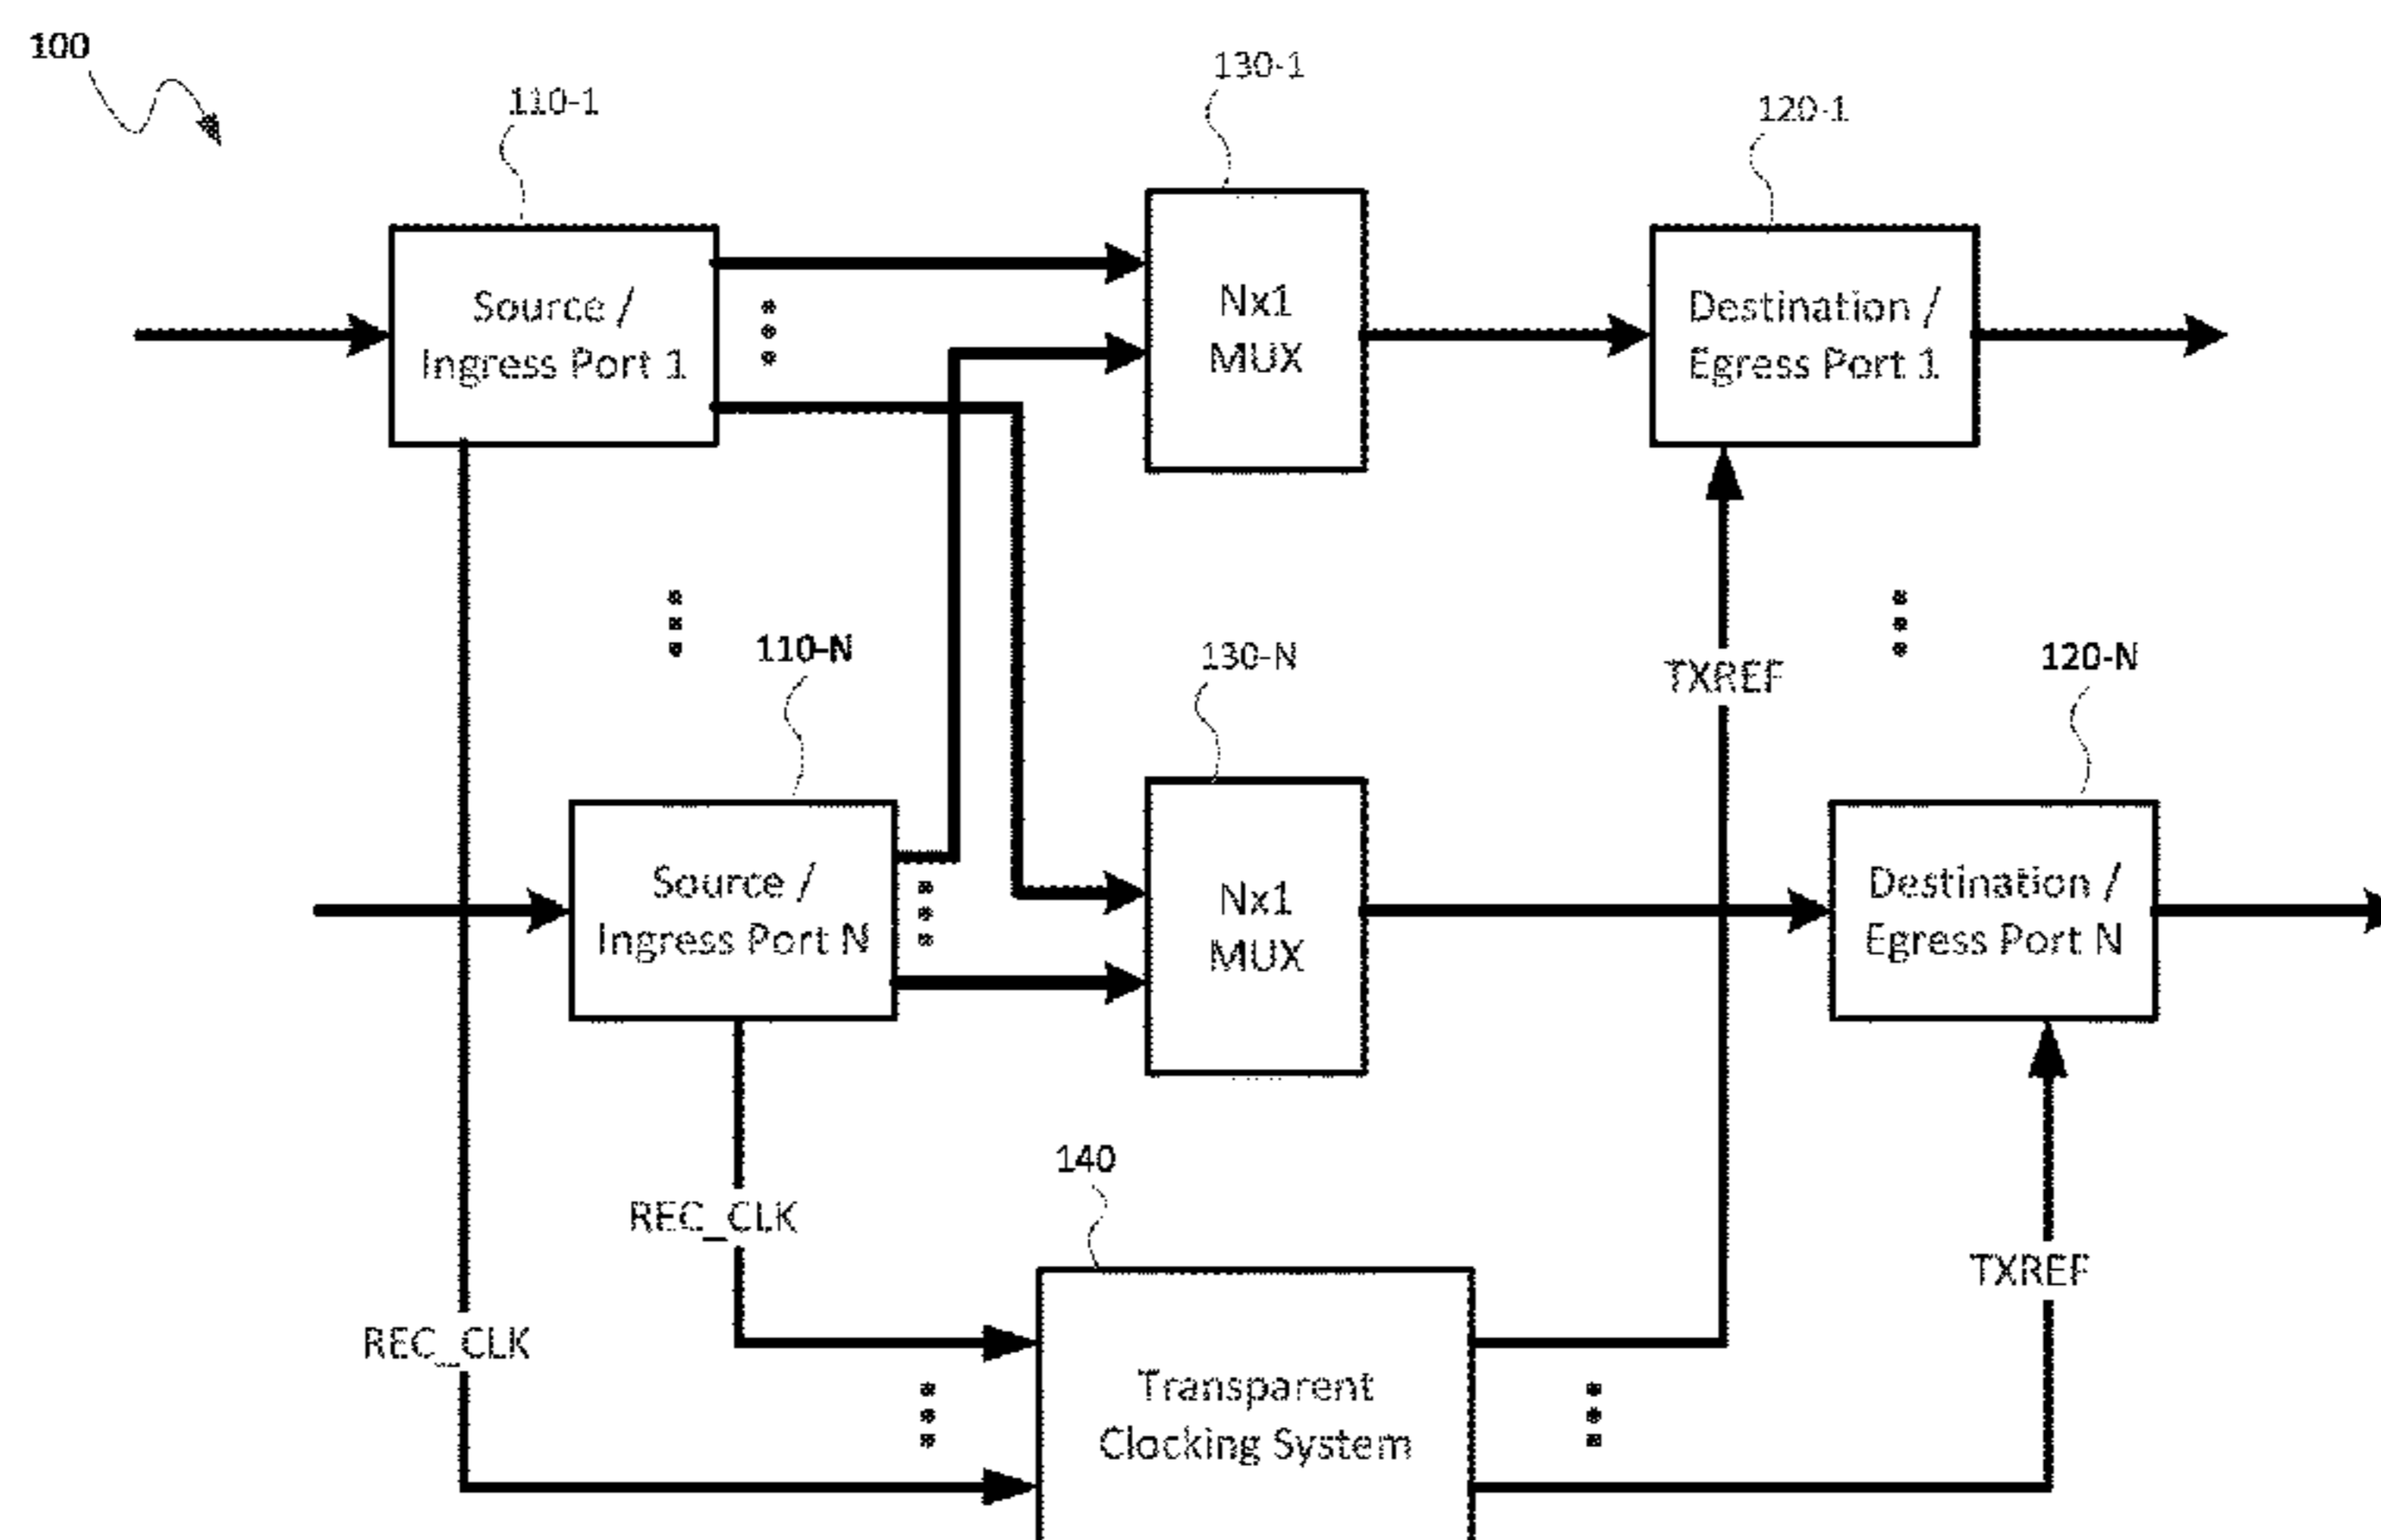 100
110-1
130-1
120-1
Source /
Ingress Port 1
Nx1
MUX
Destination /
Egress Port 1
110-N
130-N
TXREF
120-N
Source /
Ingress Port N
Nx1
MUX
Destination /
Egress Port N
140
REC_CLK
TXREF
REC_CLK
Transparent
Clocking System